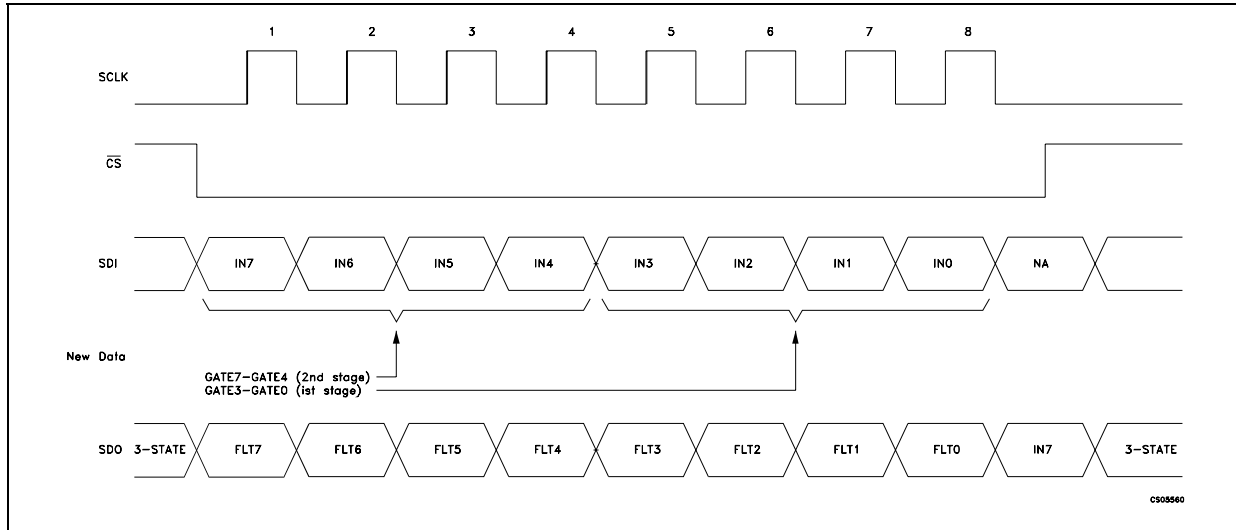 1 2 3 4 5 6 7 8
SCLK
CS
SDI IN7 IN6 IN5 IN4 IN3 IN2 IN1 IN0 NA
New Data
GATE7-GATE4 (2nd stage)
GATE3-GATE0 (ist stage)
SDO 3-STATE FLT7 FLT6 FLT5 FLT4 FLT3 FLT2 FLT1 FLT0 IN7 3-STATE
CS05560